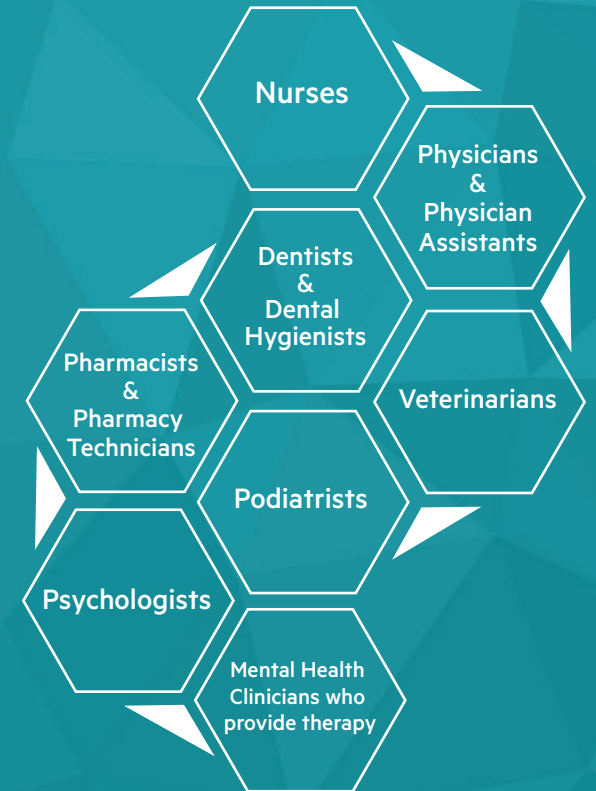 Nurses
Physicians
&
Physician
Assistants
Dentists
&
Dental
Hygienists
Pharmacists
&
Pharmacy
Technicians
Veterinarians
Podiatrists
Psychologists
Mental Health
Clinicians who
provide therapy